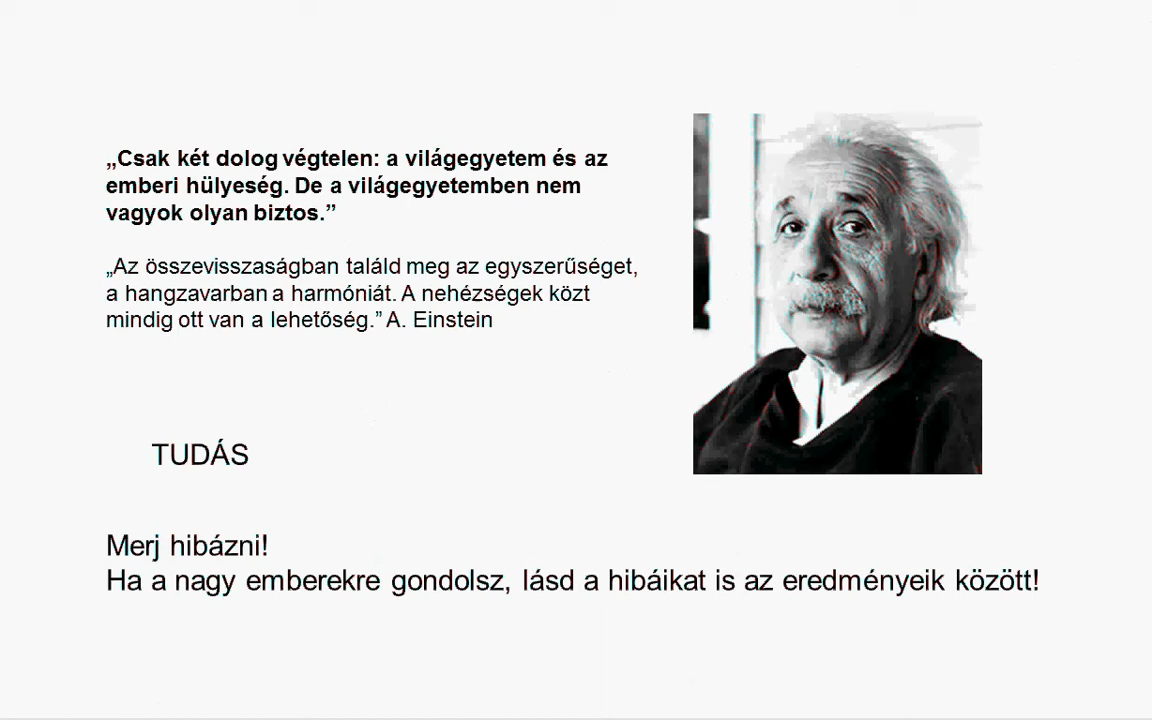 „Csak két dolog végtelen: a világegyetem és az
emberi hülyeség. De a világegyetemben nem
vagyok olyan biztos.”
„Az összevisszaságban találd meg az egyszerűséget,
a hangzavarban a harmóniát. A nehézségek közt
mindig ott van a lehetőség.” A. Einstein
TUDÁS
Merj hibázni!
Ha a nagy emberekre gondolsz, lásd a hibáikat is az eredményeik között!